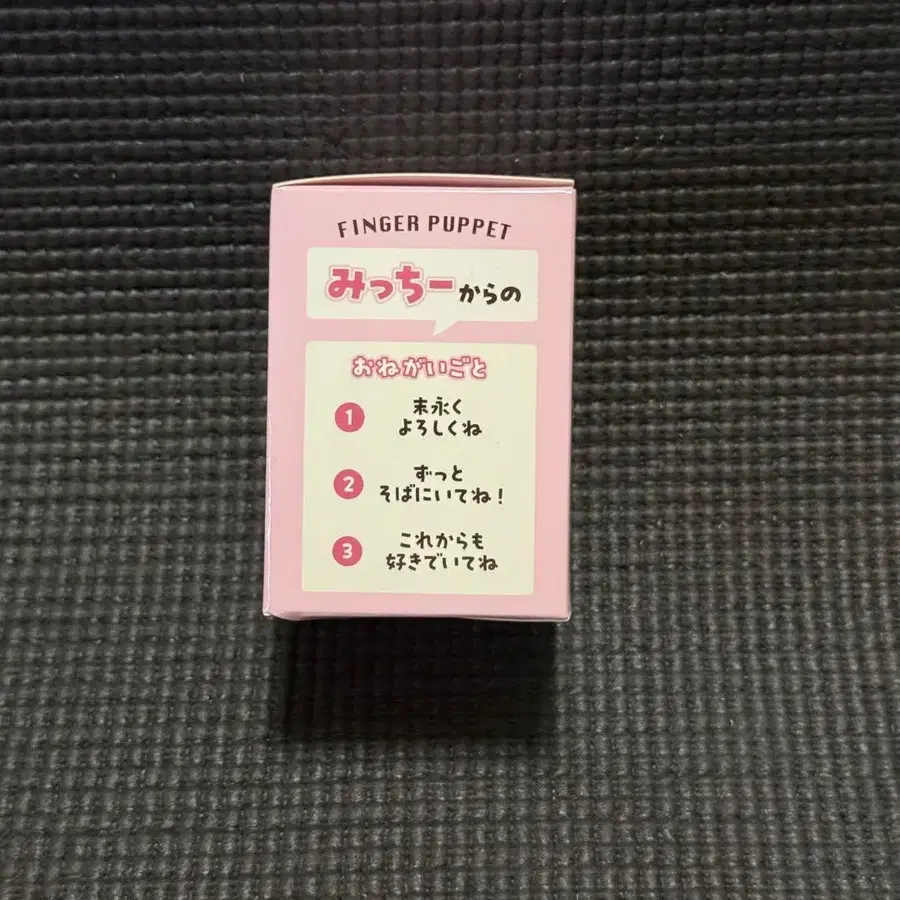 FINGER PUPPET
みっちーからの
おねがいごと
1 末永く
よろしくね
2 ずっと
そばにいてね!
3 これからも
好きでいてね